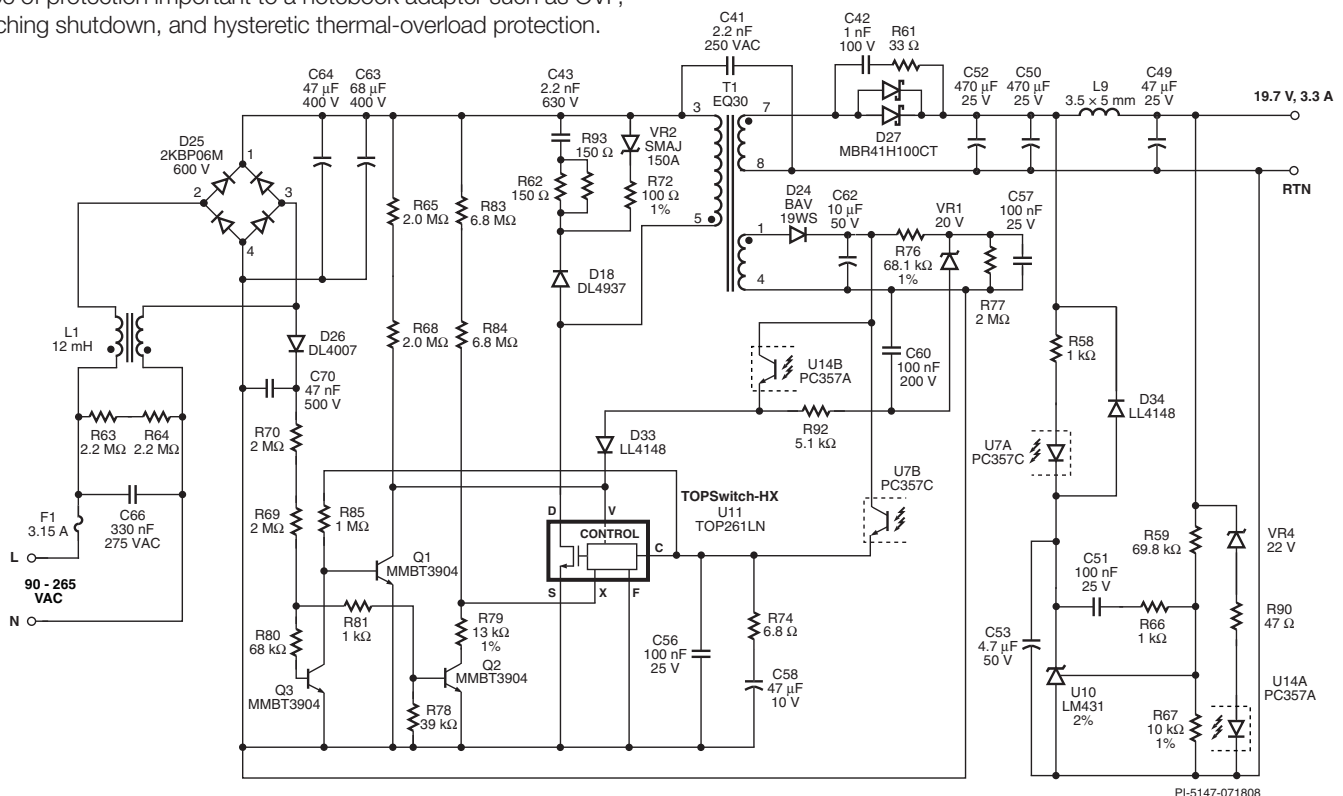 ching shutdown, and hysteretic thermal-overload protection.
C41
2.2 nF
250 VAC
C42
1 nF
100 V
R61
33 Ω
C64
47 µF
400 V
C63
68 µF
400 V
C43
2.2 nF
630 V
T1
EQ30
C52
470 µF
25 V
C50
470 µF
25 V
L9
3.5 × 5 mm
C49
47 µF
25 V
19.7 V, 3.3 A
3
7
D25
2KBP06M
600 V
R93
150 Ω
VR2
SMAJ
150A
D27
MBR41H100CT
1
2
3
4
R62
150 Ω
R72
100 Ω
1%
8
RTN
R65
2.0 MΩ
R83
6.8 MΩ
5
D24
BAV
19WS
C62
10 µF
50 V
VR1
20 V
C57
100 nF
25 V
1
4
R76
68.1 kΩ
1%
D18
DL4937
R77
2 MΩ
L1
12 mH
D26
DL4007
R68
2.0 MΩ
R84
6.8 MΩ
R58
1 kΩ
U14B
PC357A
C60
100 nF
200 V
C70
47 nF
500 V
D34
LL4148
R63
2.2 MΩ
R64
2.2 MΩ
R70
2 MΩ
D33
LL4148
R92
5.1 kΩ
U7A
PC357C
U7B
PC357C
F1
3.15 A
C66
330 nF
275 VAC
R69
2 MΩ
R85
1 MΩ
TOPSwitch-HX
U11
TOP261LN
D
V
CONTROL
C
S
X
F
R59
69.8 kΩ
VR4
22 V
L
90 - 265
VAC
N
Q1
MMBT3904
C51
100 nF
25 V
R66
1 kΩ
R81
1 kΩ
R79
13 kΩ
1%
R74
6.8 Ω
R90
47 Ω
R80
68 kΩ
C56
100 nF
25 V
C53
4.7 µF
50 V
Q3
MMBT3904
Q2
MMBT3904
C58
47 µF
10 V
U14A
PC357A
R78
39 kΩ
U10
LM431
2%
R67
10 kΩ
1%
PI-5147-071808